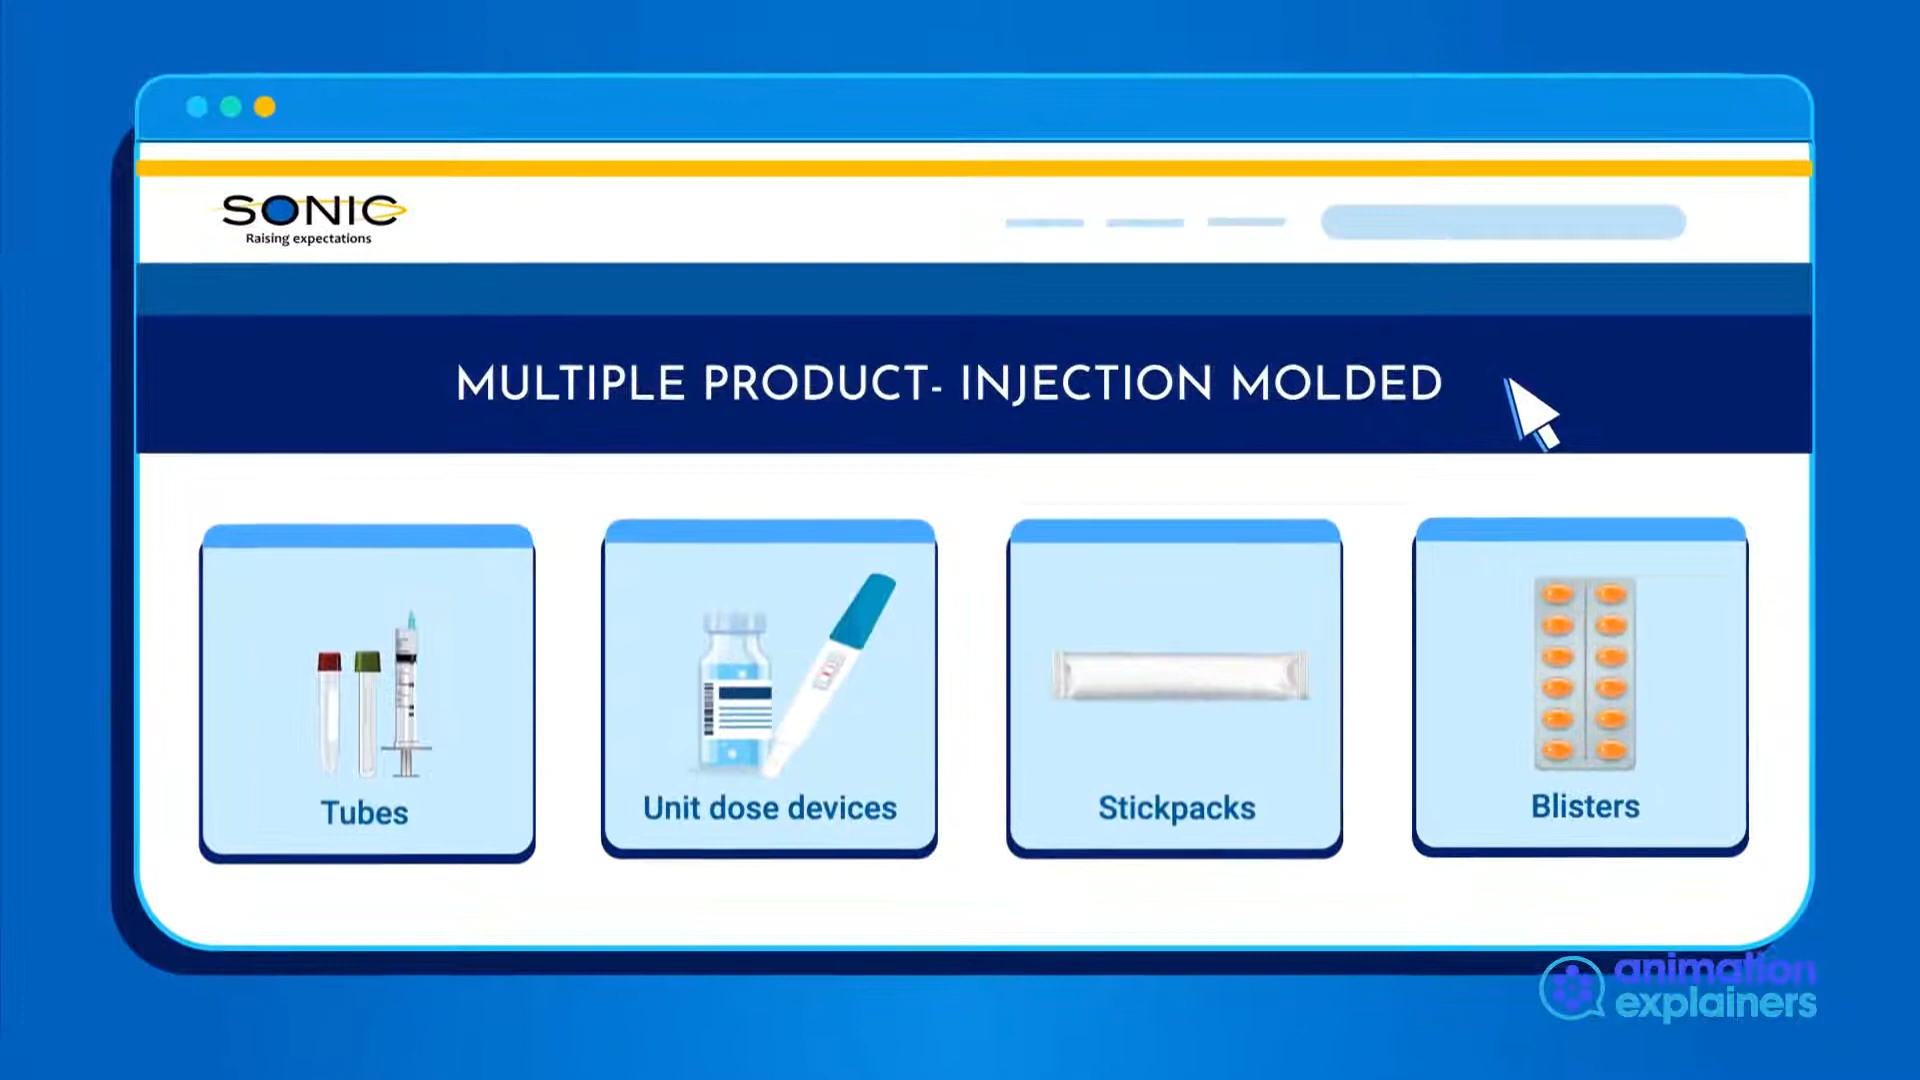 SONIC
Raising expectations
MULTIPLE PRODUCT- INJECTION MOLDED
Tubes
Unit dose devices
Stickpacks
Blisters
animation
explainers